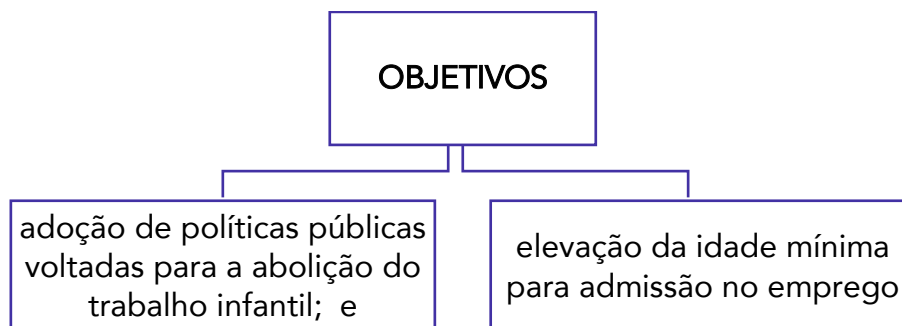 OBJETIVOS
adoção de políticas públicas
voltadas para a abolição do
trabalho infantil; e
elevação da idade mínima
para admissão no emprego